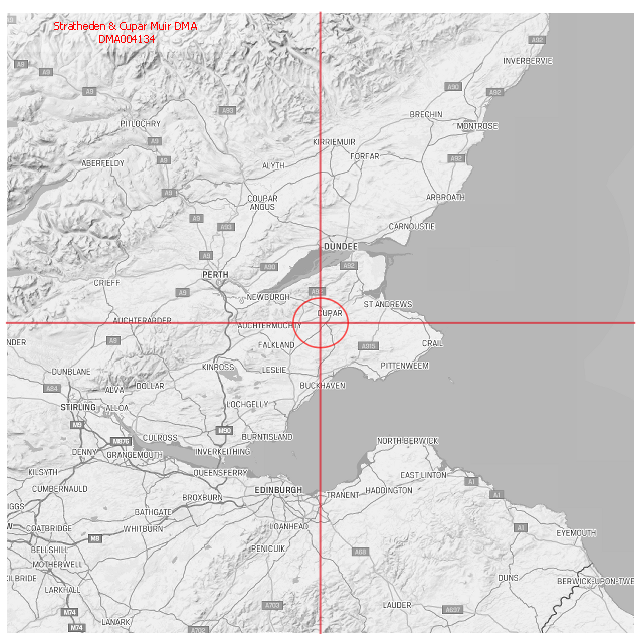 Stratheden & Cupar Muir DMA
DMA004134
A92
INVERBERVIE
A9
A9
A90
A9
A92
A93
BRECHIN
PITLOCHRY
MONTROSE
A9
KIRRIEMUIR
FORFAR
A9
ABERFELDY
ALYTH
A92
A9
COUPAR
ANGUS
ARBROATH
A9
A93
CARNOUSTIE
DUNDEE
A9
A90
A92
PERTH
CRIEFF
A9
NEWBURGH
A92
ST ANDREWS
CUPAR
AUCHTERARDER
AUCHTERMUCHTY
A9
FALKLAND
A915
CRAIL
NDER
KINROSS
LESLIE
PITTENWEEM
DUNBLANE
A84
ALVA
DOLLAR
BUCKHAVEN
STIRLING
ALLOA
LOCHGELLY
M9
M90
CULROSS
BURNTISLAND
M876
NORTH BERWICK
DENNY
GRANGEMOUTH
INVERKEITHING
KILSYTH
QUEENSFERRY
EAST LINTON
A1
CUMBERNAULD
BROXBURN
EDINBURGH
TRANENT
HADDINGTON
A1
IGGS
BATHGATE
COATBRIDGE
WHITBURN
LOANHEAD
A1
EYEMOUTH
M8
BELLSHILL
PENICUIK
A68
MOTHERWELL
CILBRIDE
DUNS
BERWICK-UPON-TWE
LARKHALL
M74
A703
LAUDER
A697
LANARK
M74
A702